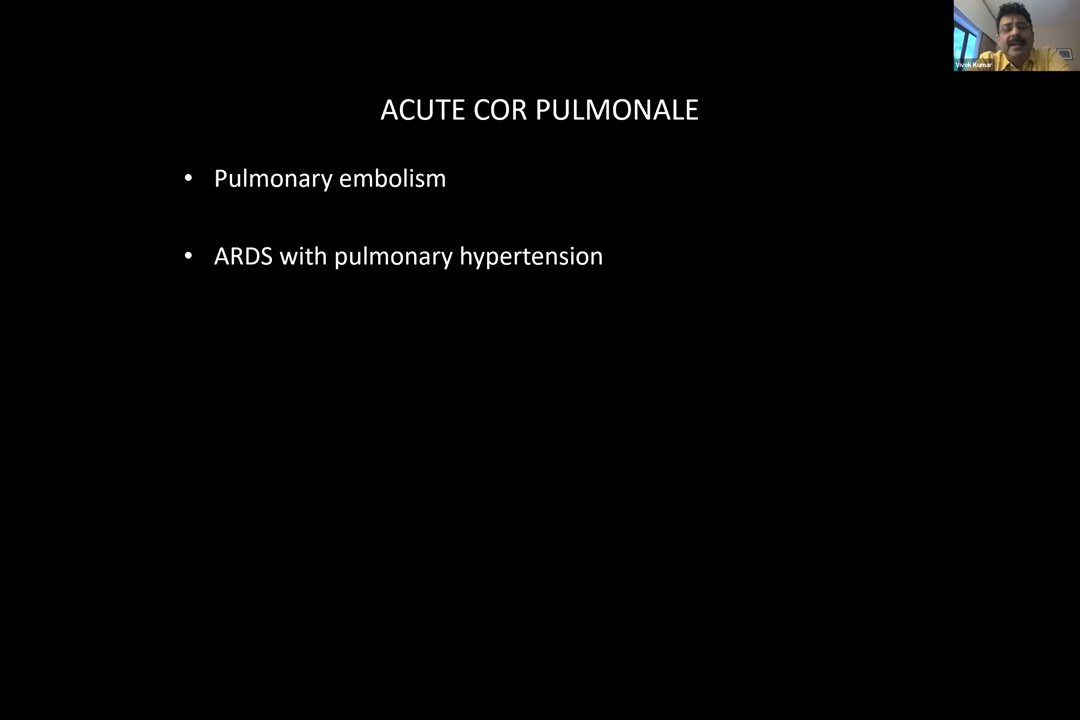 Vivek Kumar
ACUTE COR PULMONALE
• Pulmonary embolism
• ARDS with pulmonary hypertension